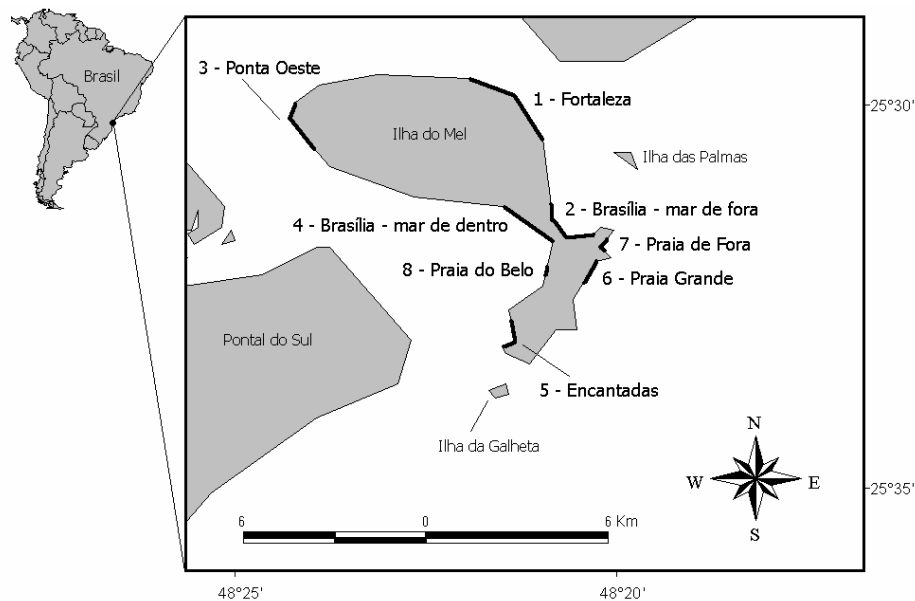 Brasil
3 - Ponta Oeste
1 - Fortaleza
25°30'
Ilha do Mel
Ilha das Palmas
2 - Brasília - mar de fora
4 - Brasília - mar de dentro
7 - Praia de Fora
8 - Praia do Belo
6 - Praia Grande
Pontal do Sul
5 - Encantadas
Ilha da Galheta
N
W
E
S
25°35'
6
0
6 Km
48°25'
48°20'